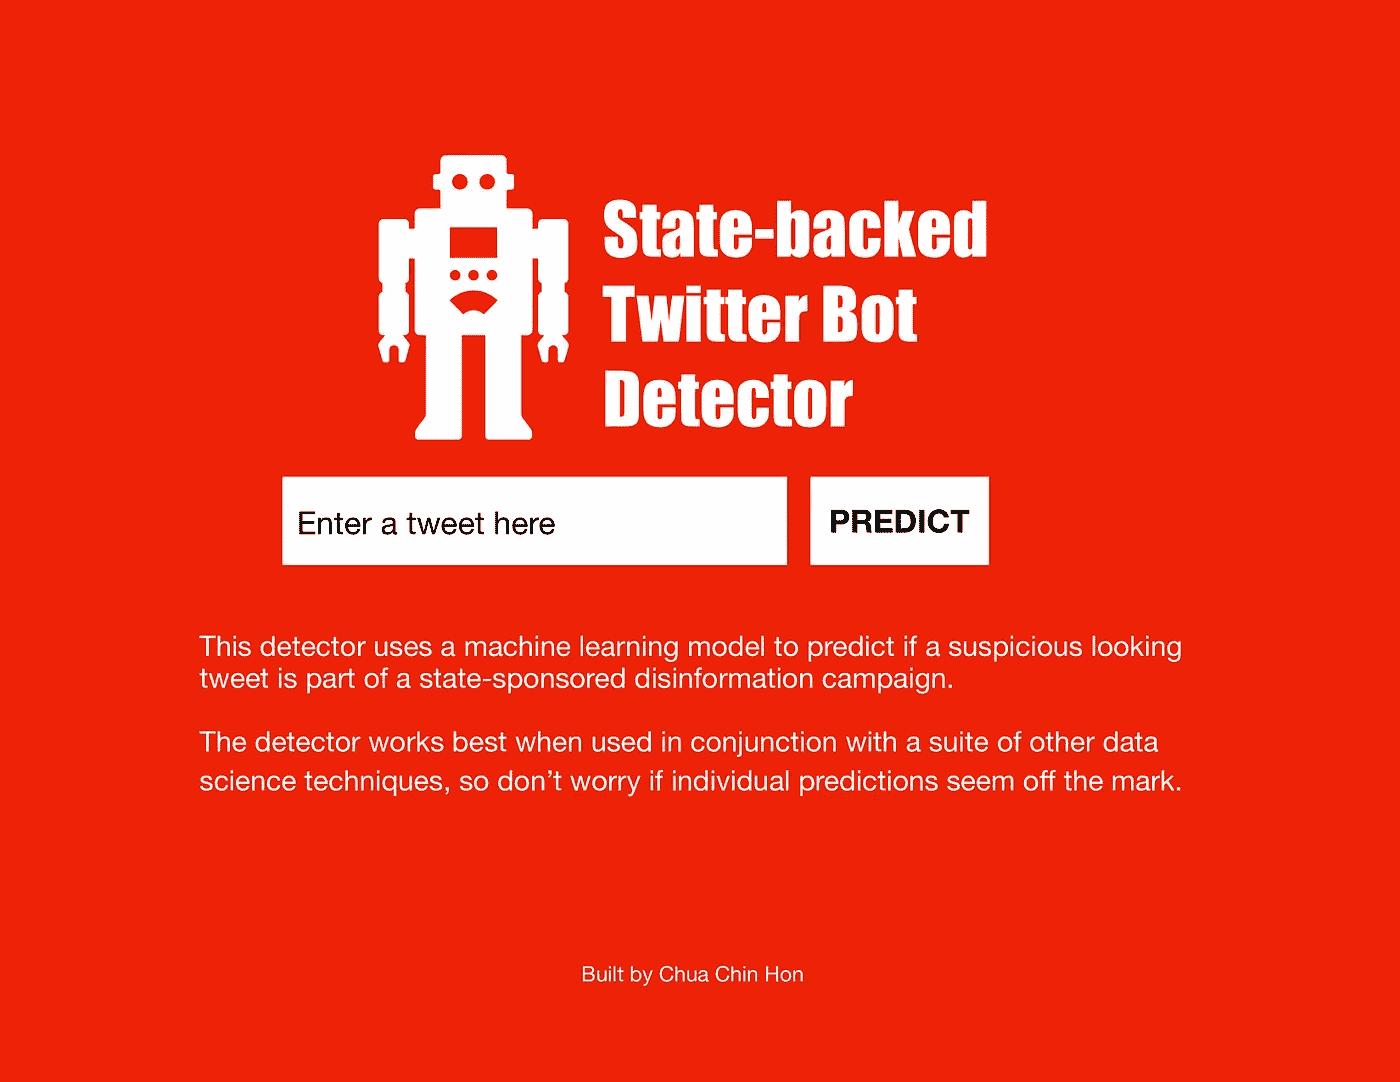 State-backed
Twitter Bot
Detector
Enter a tweet here
PREDICT
This detector uses a machine learning model to predict if a suspicious looking
tweet is part of a state-sponsored disinformation campaign.
The detector works best when used in conjunction with a suite of other data
science techniques, so don’t worry if individual predictions seem off the mark.
Built by Chua Chin Hon